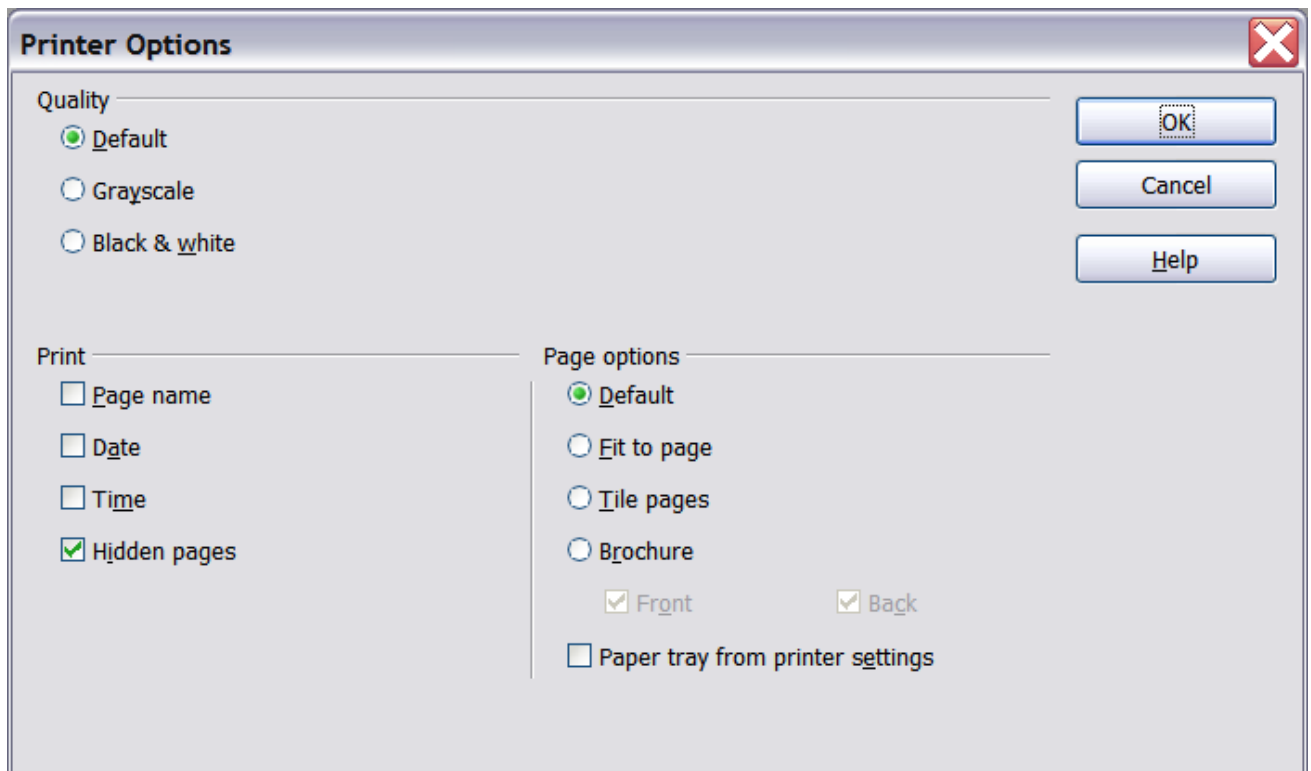 Printer Options
Quality
Default
Grayscale
Black & white
OK
Cancel
Help
Print
Page name
Date
Time
Hidden pages
Page options
Default
Fit to page
Tile pages
Brochure
Front Back
Paper tray from printer settings